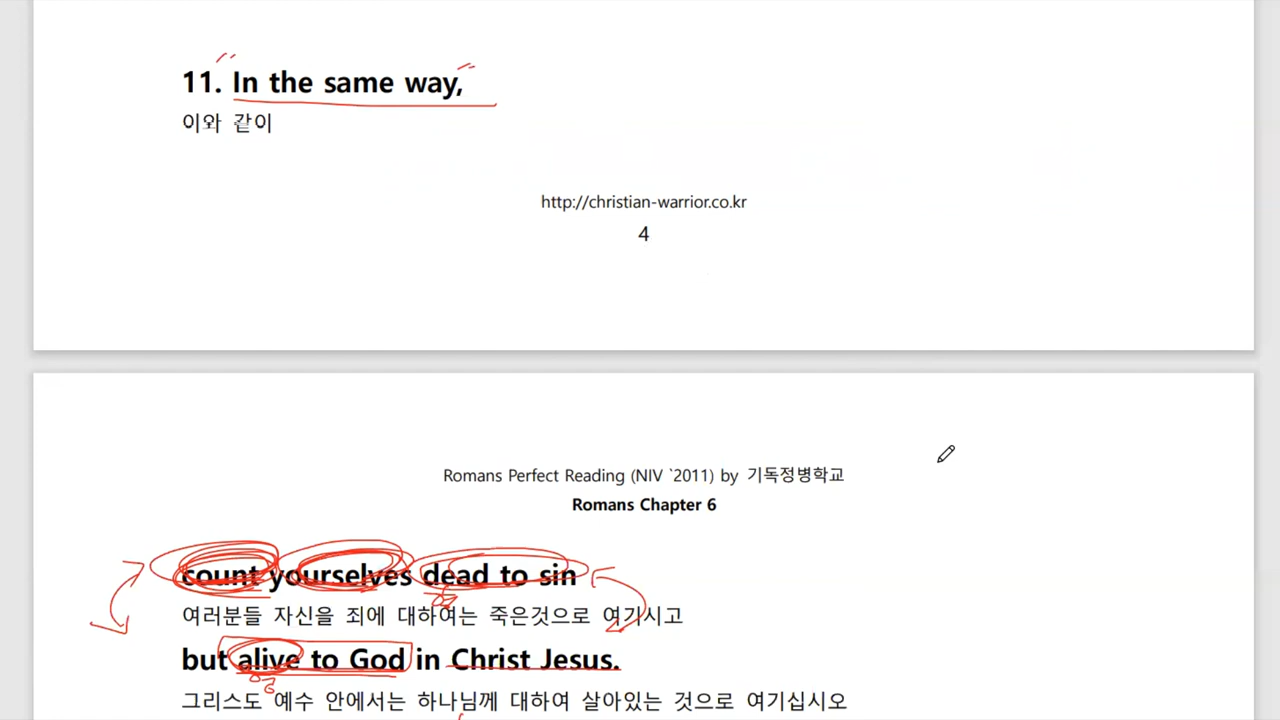 11. In the same way,
이와 같이
http://christian-warrior.co.kr
4
Romans Perfect Reading (NIV `2011) by 기독정병학교
Romans Chapter 6
count yourselves dead to sin
여러분들 자신을 죄에 대하여는 죽은것으로 여기시고
but alive to God in Christ Jesus.
그리스도 예수 안에서는 하나님께 대하여 살아있는 것으로 여기십시오